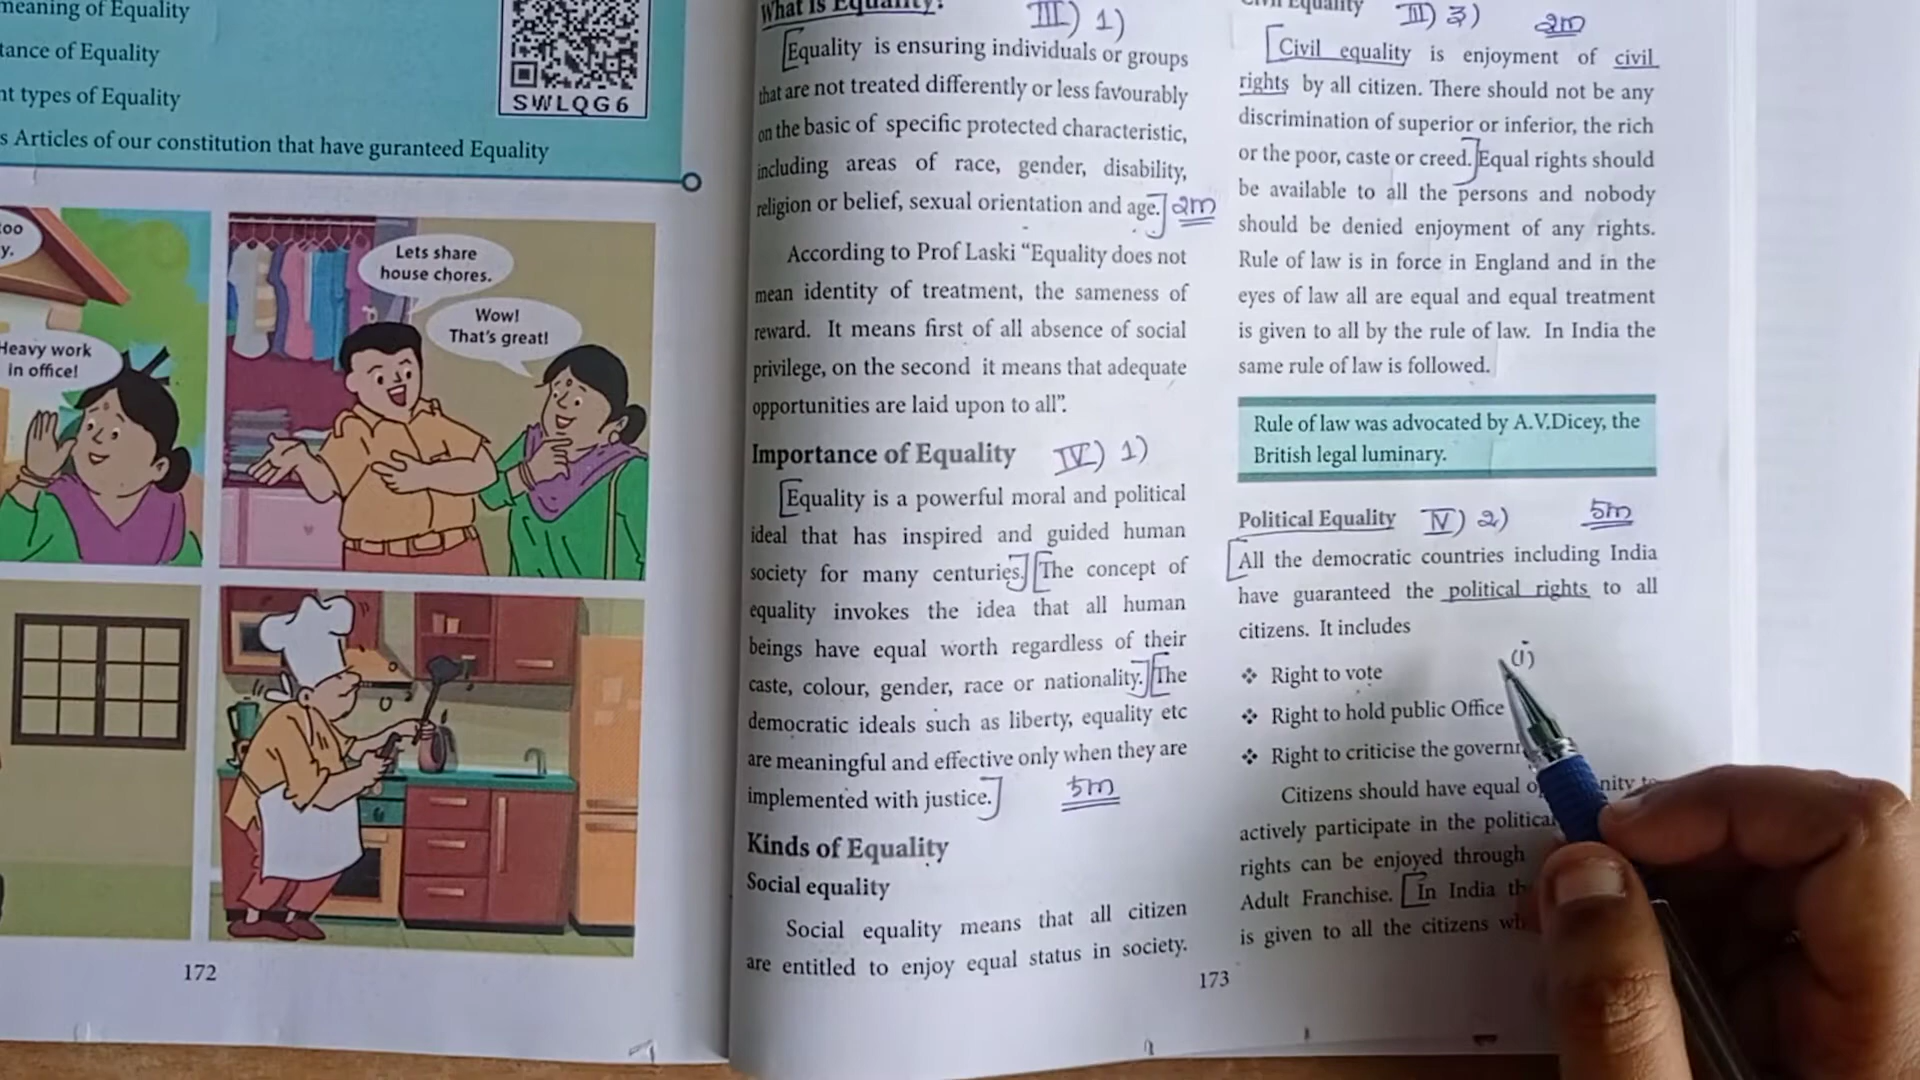 meaning of Equality
tance of Equality
nt types of Equality
s Articles of our constitution that have guranteed Equality
SWLQG6
too
y.
Heavy work
in office!
Lets share
house chores.
Wow!
That's great!
172
What is Equality?
III) 1)
Equality is ensuring individuals or groups
that are not treated differently or less favourably
on the basic of specific protected characteristic,
including areas of race, gender, disability,
religion or belief, sexual orientation and age. 2m
According to Prof Laski “Equality does not
mean identity of treatment, the sameness of
reward. It means first of all absence of social
privilege, on the second it means that adequate
opportunities are laid upon to all”.
Importance of Equality IV) 1)
Equality is a powerful moral and political
ideal that has inspired and guided human
society for many centuries. The concept of
equality invokes the idea that all human
beings have equal worth regardless of their
caste, colour, gender, race or nationality. The
democratic ideals such as liberty, equality etc
are meaningful and effective only when they are
implemented with justice. 5m
Kinds of Equality
Social equality
Social equality means that all citizen
are entitled to enjoy equal status in society.
Civil Equality III) 3) 2m
Civil equality is enjoyment of civil
rights by all citizen. There should not be any
discrimination of superior or inferior, the rich
or the poor, caste or creed. Equal rights should
be available to all the persons and nobody
should be denied enjoyment of any rights.
Rule of law is in force in England and in the
eyes of law all are equal and equal treatment
is given to all by the rule of law. In India the
same rule of law is followed.
Rule of law was advocated by A.V.Dicey, the
British legal luminary.
Political Equality IV) 2) 5m
All the democratic countries including India
have guaranteed the political rights to all
citizens. It includes
(i)
❖ Right to vote
❖ Right to hold public Office
❖ Right to criticise the governm
Citizens should have equal op nity to
actively participate in the political
rights can be enjoyed through
Adult Franchise. In India th
is given to all the citizens wh
173